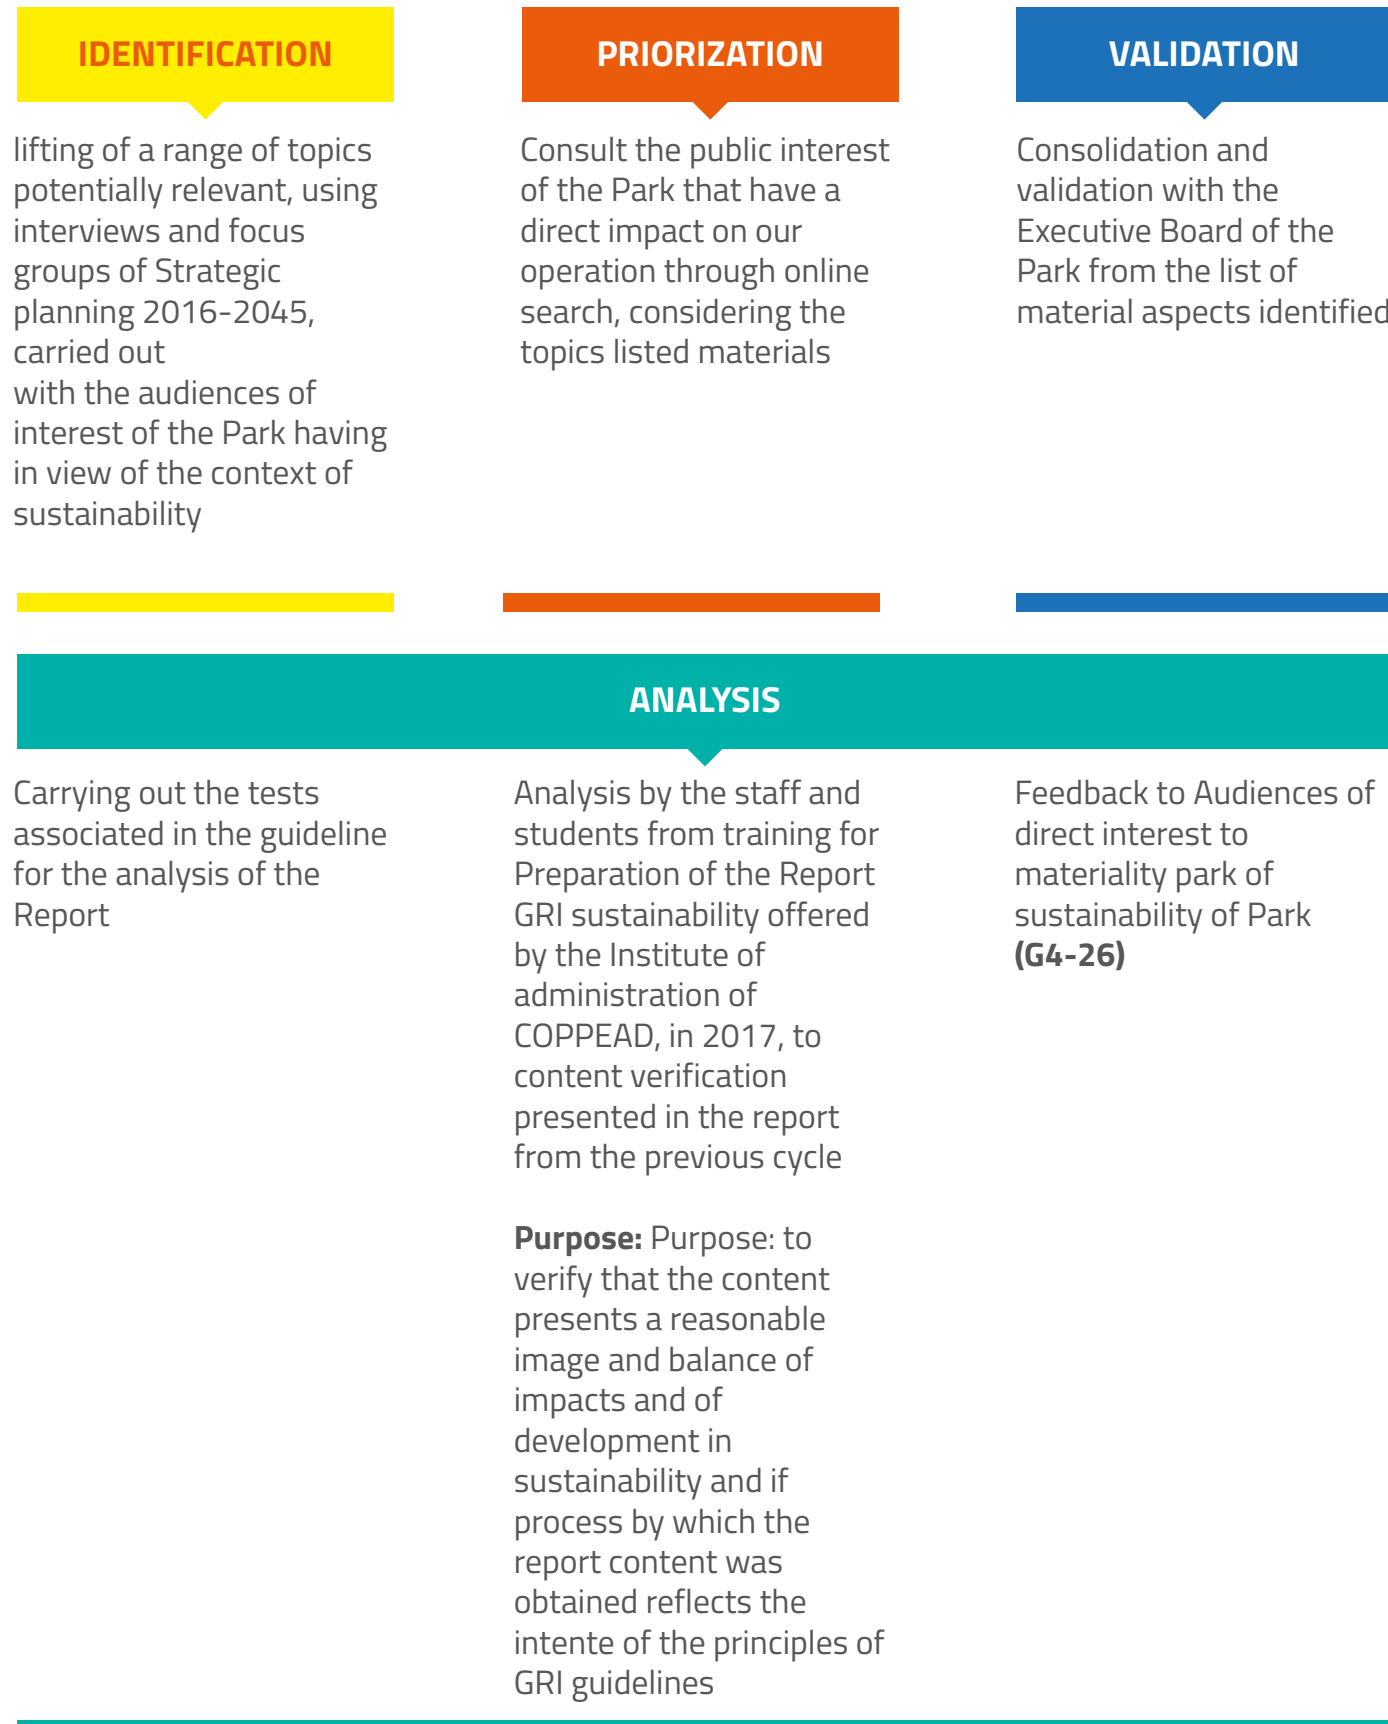 IDENTIFICATION
lifting of a range of topics
potentially relevant, using
interviews and focus
groups of Strategic
planning 2016-2045,
carried out
with the audiences of
interest of the Park having
in view of the context of
sustainability
PRIORIZATION
Consult the public interest
of the Park that have a
direct impact on our
operation through online
search, considering the
topics listed materials
VALIDATION
Consolidation and
validation with the
Executive Board of the
Park from the list of
material aspects identified
ANALYSIS
Carrying out the tests
associated in the guideline
for the analysis of the
Report
Analysis by the staff and
students from training for
Preparation of the Report
GRI sustainability offered
by the Institute of
administration of
COPPEAD, in 2017, to
content verification
presented in the report
from the previous cycle
Purpose: Purpose: to
verify that the content
presents a reasonable
image and balance of
impacts and of
development in
sustainability and if
process by which the
report content was
obtained reflects the
intente of the principles of
GRI guidelines
Feedback to Audiences of
direct interest to
materiality park of
sustainability of Park
(G4-26)